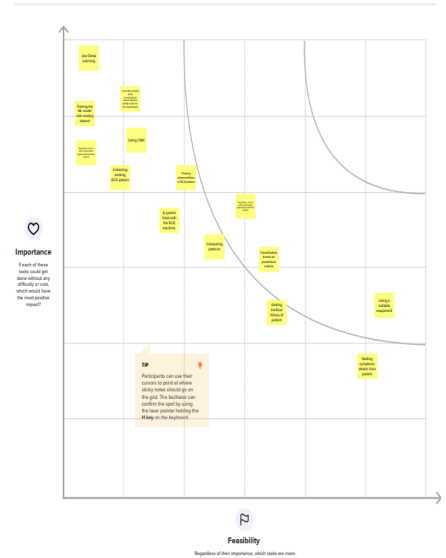 Use Deep
Learning
Training the
ML model
with existing
dataset
Using CNN
Collecting
existing
ECG pattern
Finding
abnormalities
in ECG pattern
A system
fixed with
the ECG
machine
Comparing
patterns
Classification
based on
predefined
criteria
Getting
medical
history of
patient
Using a
suitable
equipment
Getting
symptoms
details from
patient
Importance
If each of these
tasks could get
done without any
difficulty or cost,
which would have
the most positive
impact?
TIP
Participants can use their
cursors to point at where
sticky notes should go on
the grid. The facilitator can
confirm the spot by using
the laser pointer holding the
H key on the keyboard.
Feasibility
Regardless of their importance, which tasks are more